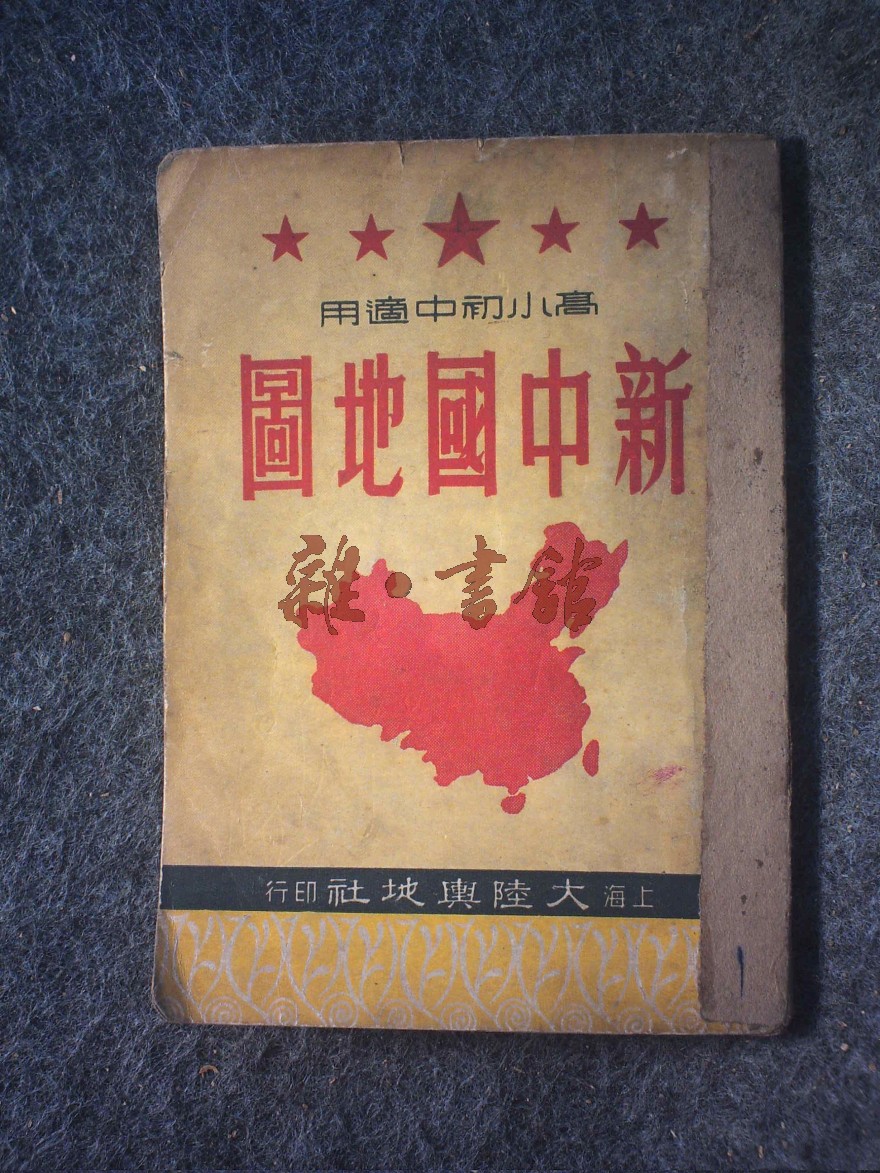 高小初中適用
新中國地圖
雜·書館
上海大陸輿地社印行